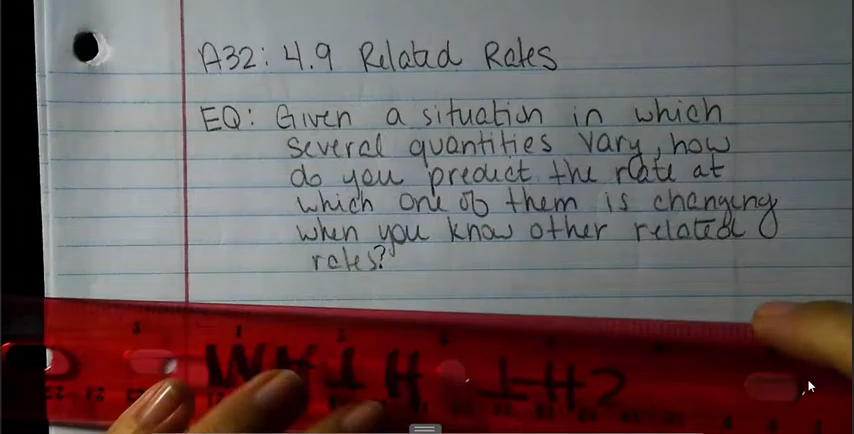 A32: 4.9 Related Rates
EQ: Given a situation in which
several quantities vary, how
do you predict the rate at
which one of them is changing
when you know other related
rates?
MATH